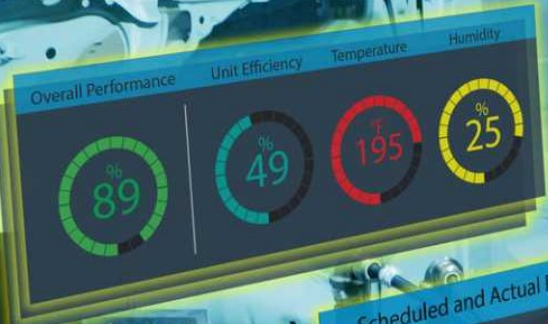 Overall Performance
Unit Efficiency
Temperature
Humidity
%
89
%
49
°F
195
%
25
Scheduled and Actual